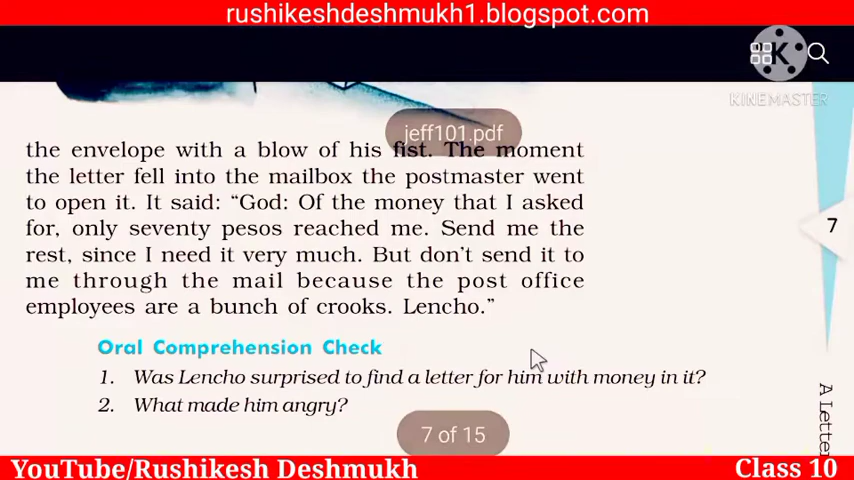 rushikeshdeshmukh1.blogspot.com
K
KINEMASTER
jeff101.pdf
the envelope with a blow of his fist. The moment
the letter fell into the mailbox the postmaster went
to open it. It said: “God: Of the money that I asked
for, only seventy pesos reached me. Send me the
rest, since I need it very much. But don’t send it to
me through the mail because the post office
employees are a bunch of crooks. Lencho.”
7
Oral Comprehension Check
1. Was Lencho surprised to find a letter for him with money in it?
2. What made him angry?
A Letter
7 of 15
YouTube/Rushikesh Deshmukh
Class 10